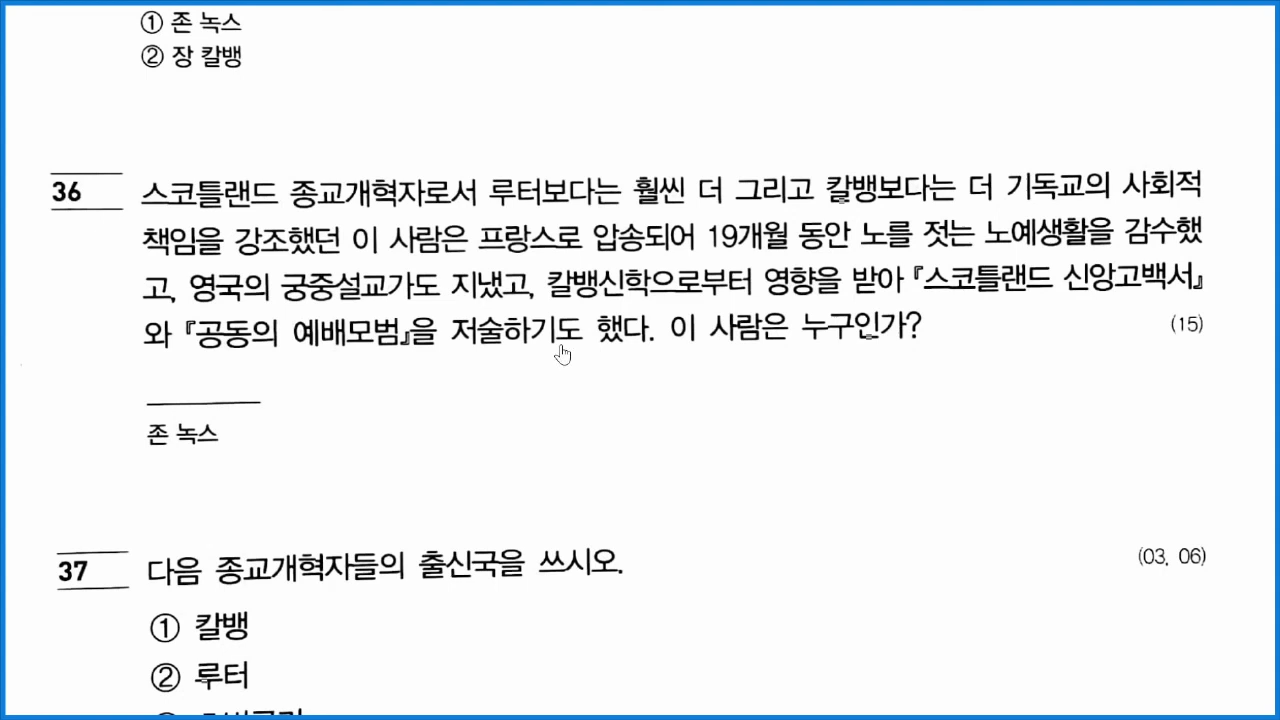 ① 존 녹스
② 장 칼뱅
36 스코틀랜드 종교개혁자로서 루터보다는 훨씬 더 그리고 칼뱅보다는 더 기독교의 사회적
책임을 강조했던 이 사람은 프랑스로 압송되어 19개월 동안 노를 젓는 노예생활을 감수했
고, 영국의 궁중설교가도 지냈고, 칼뱅신학으로부터 영향을 받아 『스코틀랜드 신앙고백서』
와 『공동의 예배모범』을 저술하기도 했다. 이 사람은 누구인가? (15)
존 녹스
37 다음 종교개혁자들의 출신국을 쓰시오. (03, 06)
① 칼뱅
② 루터